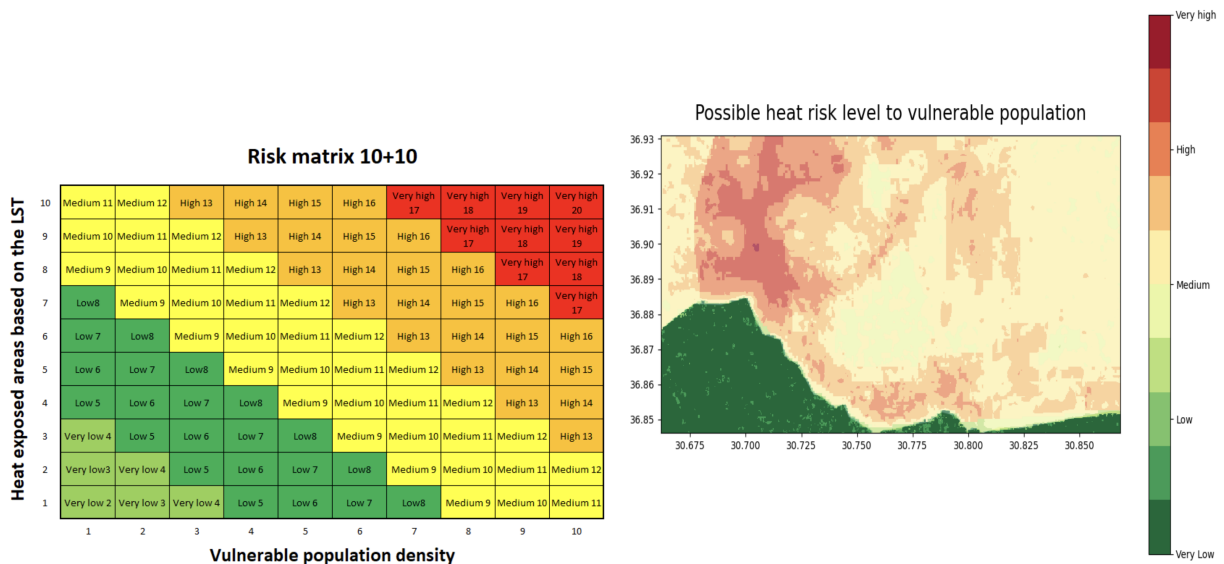 Risk matrix 10+10
Heat exposed areas based on the LST
10 Medium 11 Medium 12 High 13 High 14 High 15 High 16 Very high 17 Very high 18 Very high 19 Very high 20
9 Medium 10 Medium 11 Medium 12 High 13 High 14 High 15 High 16 Very high 17 Very high 18 Very high 19
8 Medium 9 Medium 10 Medium 11 Medium 12 High 13 High 14 High 15 High 16 Very high 17 Very high 18
7 Low8 Medium 9 Medium 10 Medium 11 Medium 12 High 13 High 14 High 15 High 16 Very high 17
6 Low 7 Low8 Medium 9 Medium 10 Medium 11 Medium 12 High 13 High 14 High 15 High 16
5 Low 6 Low 7 Low8 Medium 9 Medium 10 Medium 11 Medium 12 High 13 High 14 High 15
4 Low 5 Low 6 Low 7 Low8 Medium 9 Medium 10 Medium 11 Medium 12 High 13 High 14
3 Very low 4 Low 5 Low 6 Low 7 Low8 Medium 9 Medium 10 Medium 11 Medium 12 High 13
2 Very low3 Very low 4 Low 5 Low 6 Low 7 Low8 Medium 9 Medium 10 Medium 11 Medium 12
1 Very low 2 Very low 3 Very low 4 Low 5 Low 6 Low 7 Low8 Medium 9 Medium 10 Medium 11
1 2 3 4 5 6 7 8 9 10
Vulnerable population density
Possible heat risk level to vulnerable population
36.93
36.92
36.91
36.90
36.89
36.88
36.87
36.86
36.85
30.675 30.700 30.725 30.750 30.775 30.800 30.825 30.850
Very high
High
Medium
Low
Very Low